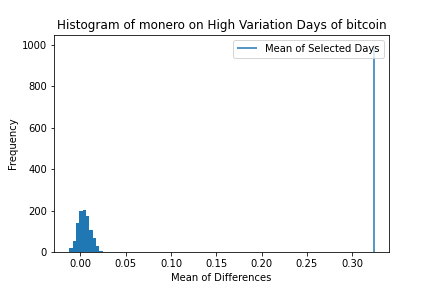 Histogram of monero on High Variation Days of bitcoin
Mean of Selected Days
Frequency
1000
800
600
400
200
0
0.00 0.05 0.10 0.15 0.20 0.25 0.30
Mean of Differences